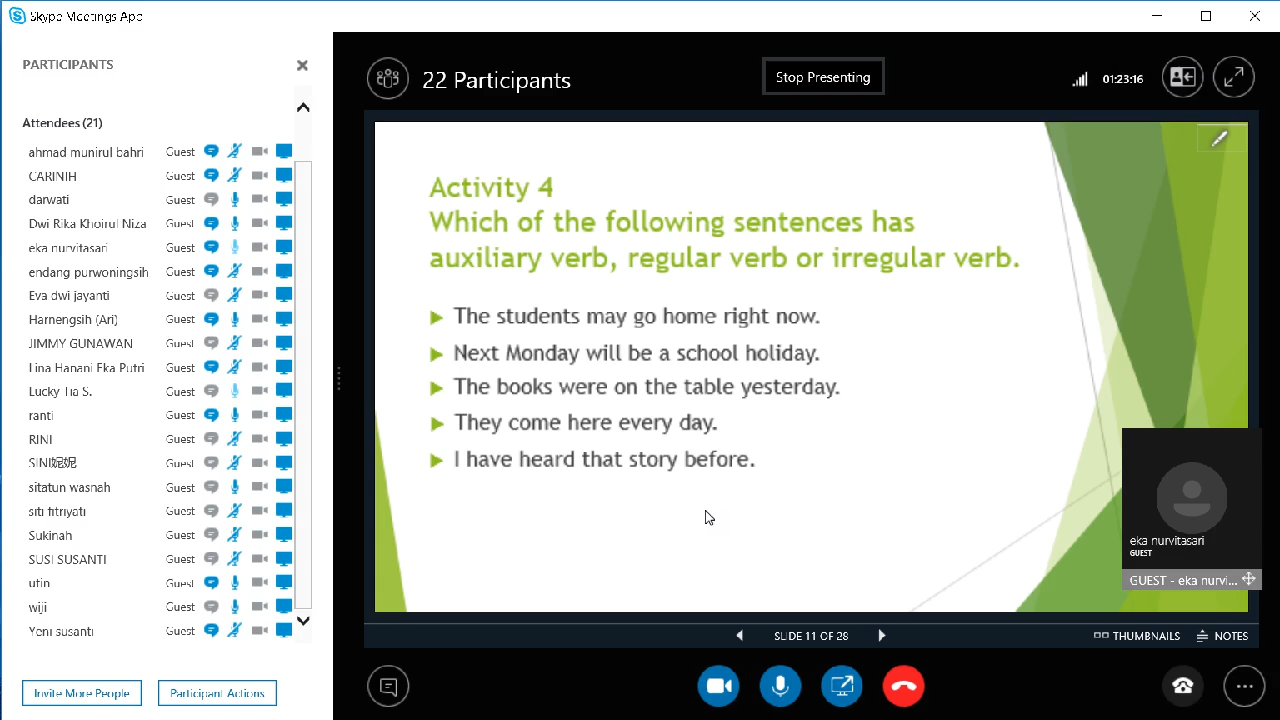 Skype Meetings App
PARTICIPANTS
Attendees (21)
ahmad munirul bahri Guest
CARINIH Guest
darwati Guest
Dwi Rika Khoirul Niza Guest
eka nurvitasari Guest
endang purwoningsih Guest
Eva dwi jayanti Guest
Harnengsih (Ari) Guest
JIMMY GUNAWAN Guest
Lina Hanani Eka Putri Guest
Lucky Tia S. Guest
ranti Guest
RINI Guest
SINI妮妮 Guest
sitatun wasnah Guest
siti fitriyati Guest
Sukinah Guest
SUSI SUSANTI Guest
utin Guest
wiji Guest
Yeni susanti Guest
Invite More People
Participant Actions
22 Participants
Stop Presenting
01:23:16
Activity 4
Which of the following sentences has
auxiliary verb, regular verb or irregular verb.
The students may go home right now.
Next Monday will be a school holiday.
The books were on the table yesterday.
They come here every day.
I have heard that story before.
eka nurvitasari
GUEST
GUEST - eka nurvi...
SLIDE 11 OF 28
THUMBNAILS
NOTES